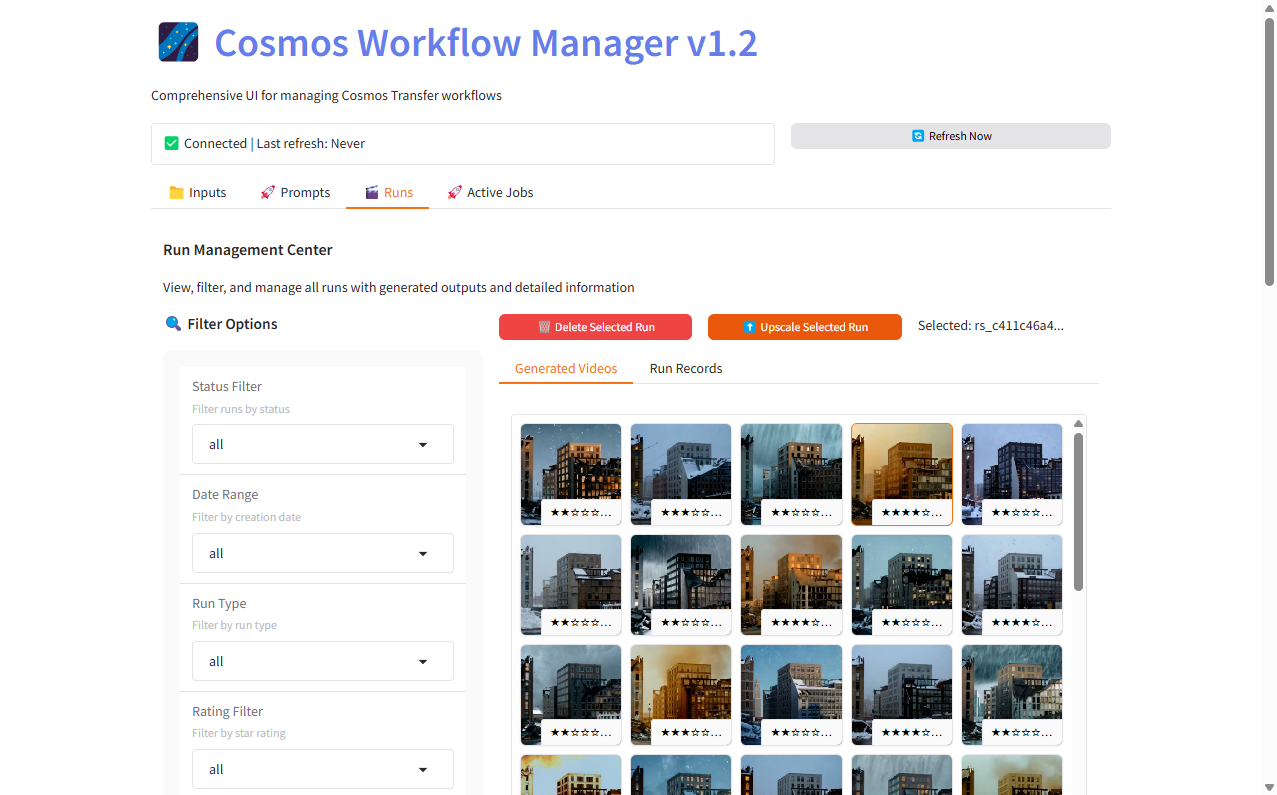 Cosmos Workflow Manager v1.2
Comprehensive UI for managing Cosmos Transfer workflows
✅ Connected | Last refresh: Never
🔄 Refresh Now
📁 Inputs
🚀 Prompts
🎬 Runs
🚀 Active Jobs
Run Management Center
View, filter, and manage all runs with generated outputs and detailed information
🔍 Filter Options
🗑️ Delete Selected Run
⬆️ Upscale Selected Run
Selected: rs_c411c46a4...
Generated Videos
Run Records
Status Filter
Filter runs by status
all
Date Range
Filter by creation date
all
Run Type
Filter by run type
all
Rating Filter
Filter by star rating
all
★★☆☆☆...
★★★☆☆...
★★☆☆☆...
★★★★☆...
★★☆☆☆...
★★☆☆☆...
★★☆☆☆...
★★★★☆...
★★☆☆☆...
★★★★☆...
★★☆☆☆...
★★★☆☆...
★★☆☆☆...
★★★★☆...
★★☆☆☆...